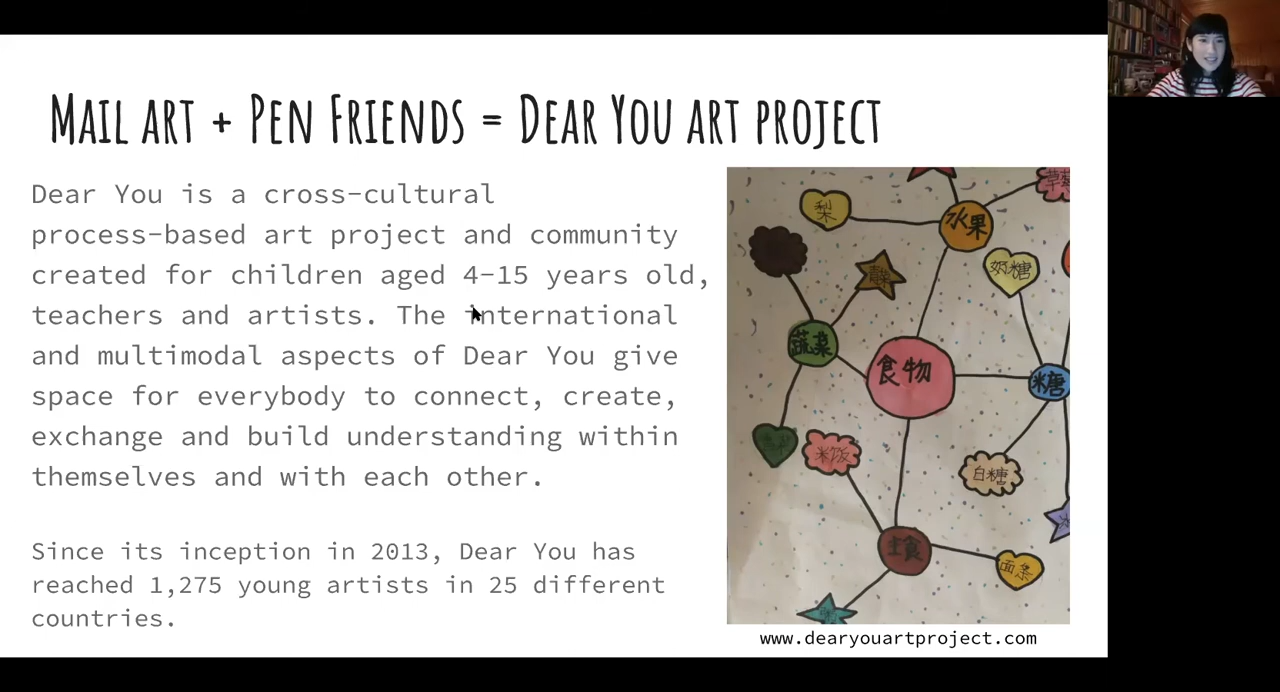 Mail art + Pen Friends = Dear You art project
Dear You is a cross-cultural
process-based art project and community
created for children aged 4-15 years old,
teachers and artists. The international
and multimodal aspects of Dear You give
space for everybody to connect, create,
exchange and build understanding within
themselves and with each other.
Since its inception in 2013, Dear You has
reached 1,275 young artists in 25 different
countries.
梨
水果
奶糖
蔬菜
食物
糖
米饭
白糖
主食
面条
www.dearyouartproject.com